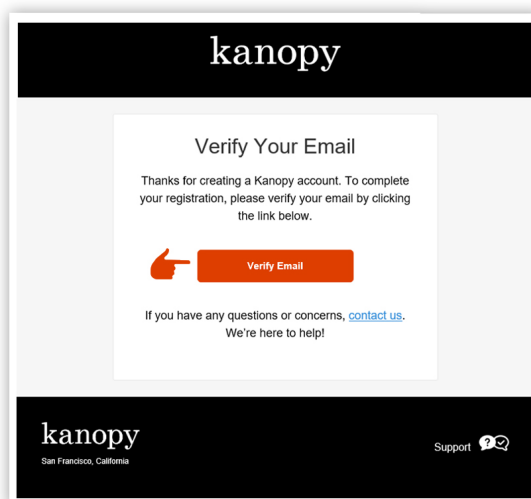 kanopy
Verify Your Email
Thanks for creating a Kanopy account. To complete
your registration, please verify your email by clicking
the link below.
Verify Email
If you have any questions or concerns, contact us.
We're here to help!
kanopy
San Francisco, California
Support